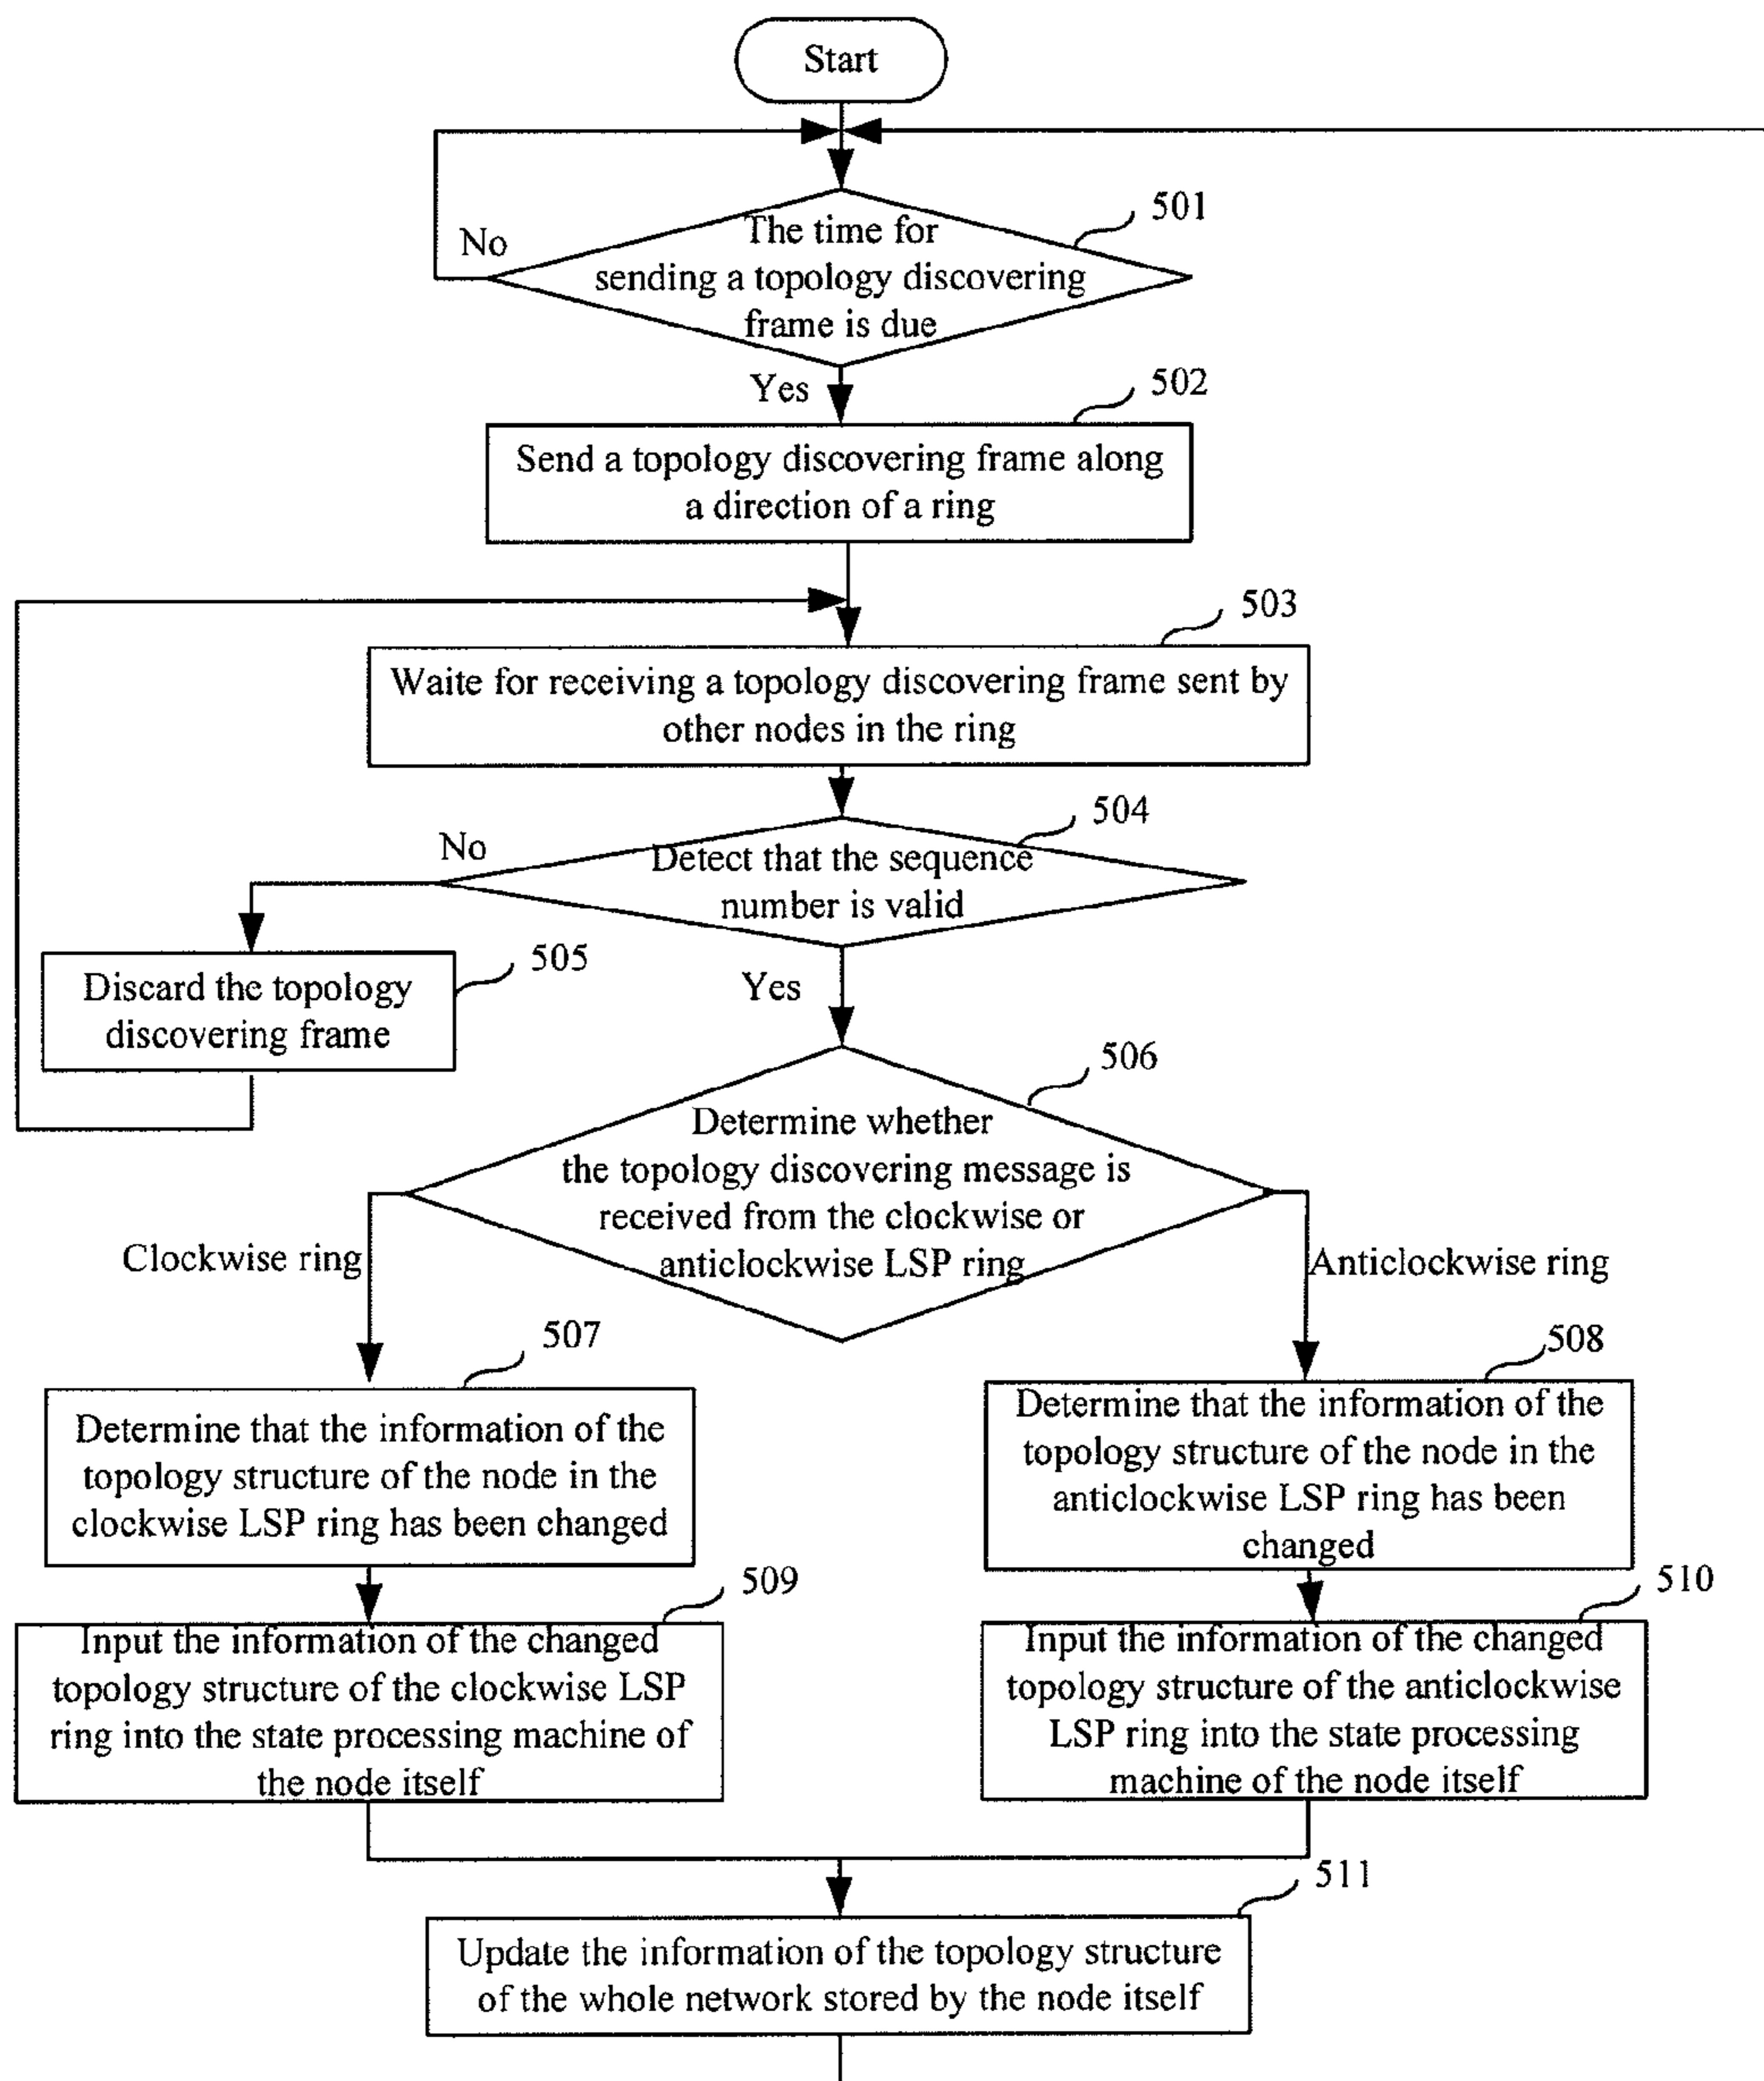 Start
501
No
The time for
sending a topology discovering
frame is due
Yes
502
Send a topology discovering frame along
a direction of a ring
503
Waite for receiving a topology discovering frame sent by
other nodes in the ring
504
No
Detect that the sequence
number is valid
505
Discard the topology
discovering frame
Yes
506
Determine whether
the topology discovering message is
received from the clockwise or
anticlockwise LSP ring
Clockwise ring
Anticlockwise ring
507
Determine that the information of the
topology structure of the node in the
clockwise LSP ring has been changed
508
Determine that the information of the
topology structure of the node in the
anticlockwise LSP ring has been
changed
509
Input the information of the changed
topology structure of the clockwise LSP
ring into the state processing machine of
the node itself
510
Input the information of the changed
topology structure of the anticlockwise
LSP ring into the state processing
machine of the node itself
511
Update the information of the topology structure
of the whole network stored by the node itself